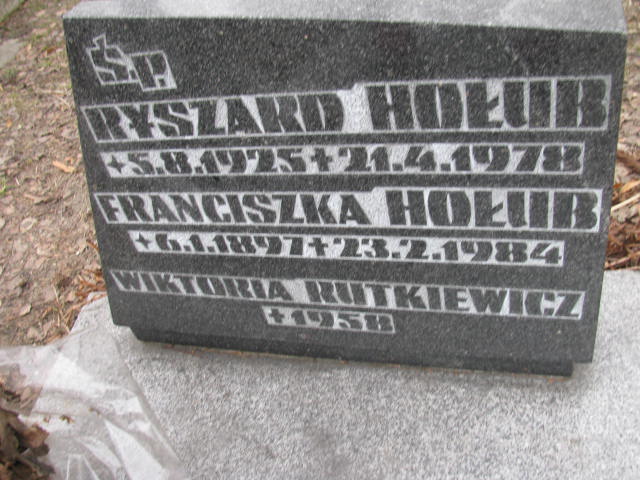 Ś.P.
RYSZARD HOŁUB
*5.8.1925 †21.4.1978
FRANCISZKA HOŁUB
*6.1.1897 †23.2.1984
WIKTORIA RUTKIEWICZ
†1958